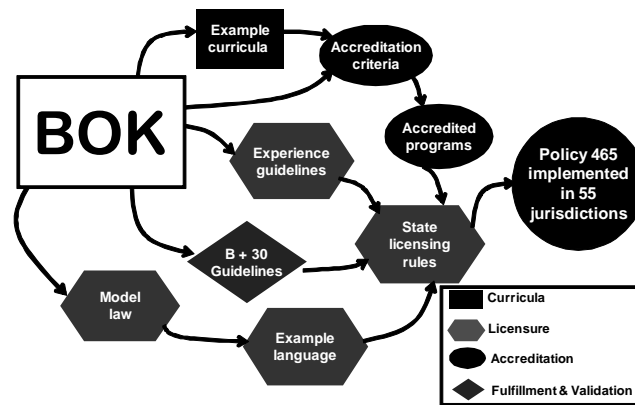 Example
curricula
Accreditation
criteria
BOK
Accredited
programs
Experience
guidelines
Policy 465
implemented
in 55
jurisdictions
State
licensing
rules
B + 30
Guidelines
Model
law
Example
language
Curricula
Licensure
Accreditation
Fulfillment & Validation